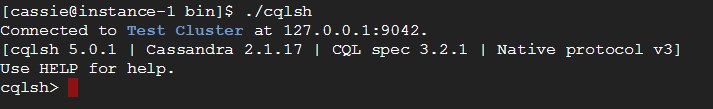 [cassie@instance-1 bin]$ ./cqlsh
Connected to Test Cluster at 127.0.0.1:9042.
[cqlsh 5.0.1 | Cassandra 2.1.17 | CQL spec 3.2.1 | Native protocol v3]
Use HELP for help.
cqlsh>